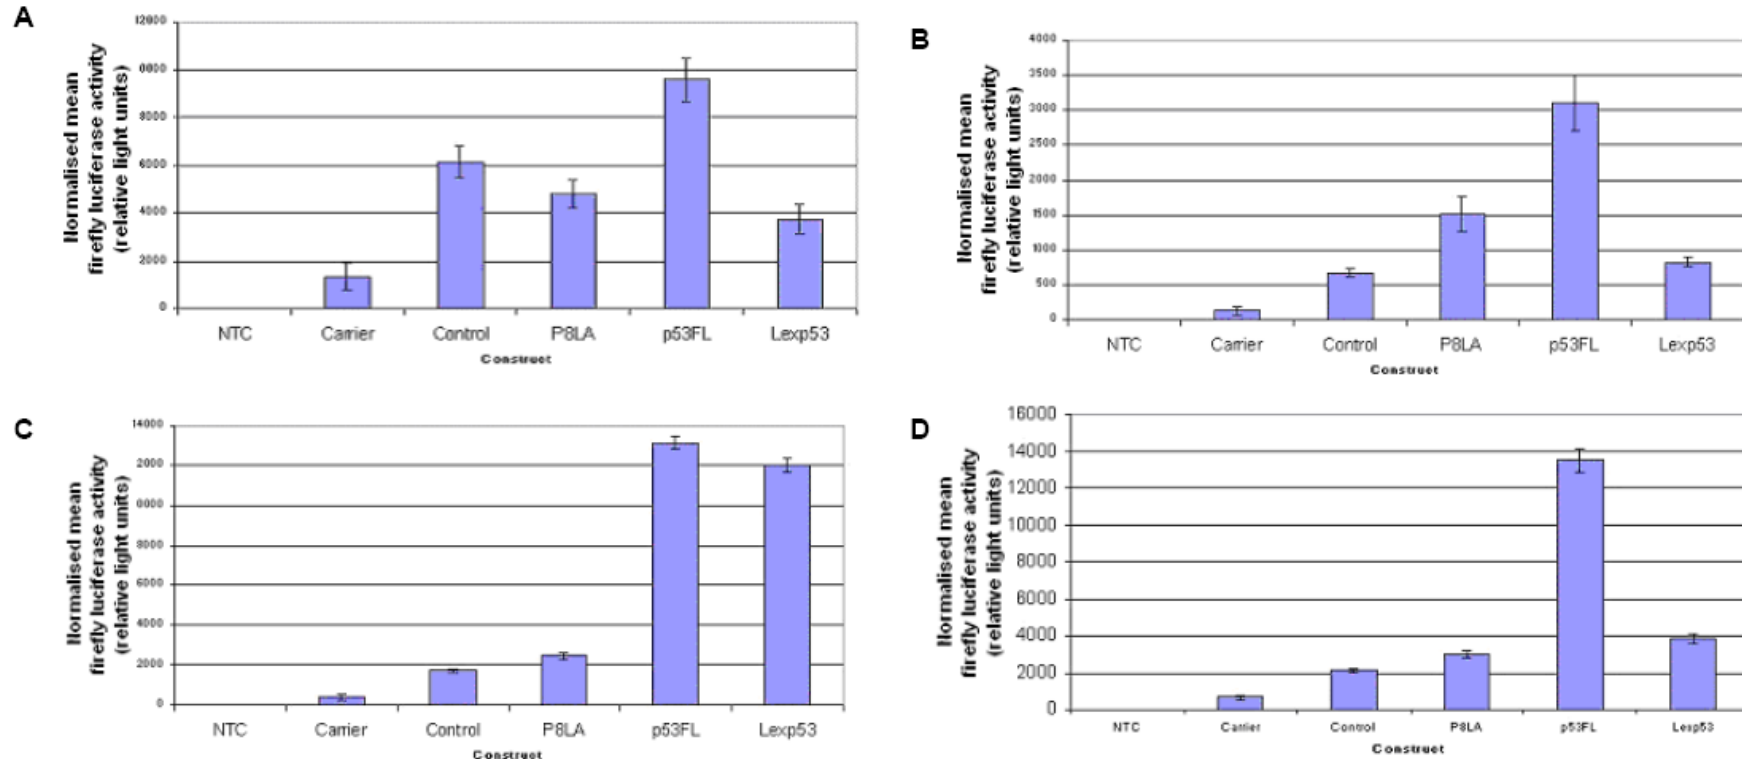 A
12000
0000
8000
6000
4000
2000
0
Normalised mean
firefly luciferase activity
(relative light units)
NTC Carrier Control P8LA p53FL Lexp53
Construct
B
4000
3500
3000
2500
2000
1500
1000
500
0
Normalised mean
firefly luciferase activity
(relative light units)
NTC Carrier Control P8LA p53FL Lexp53
Construct
C
14000
2000
0000
8000
6000
4000
2000
0
Normalised mean
firefly luciferase activity
(relative light units)
NTC Carrier Control P8LA p53FL Lexp53
Construct
D
16000
14000
12000
10000
8000
6000
4000
2000
0
Normalised mean
firefly luciferase activity
(relative light units)
NTC Carrier Control P8LA p53FL Lexp53
Construct